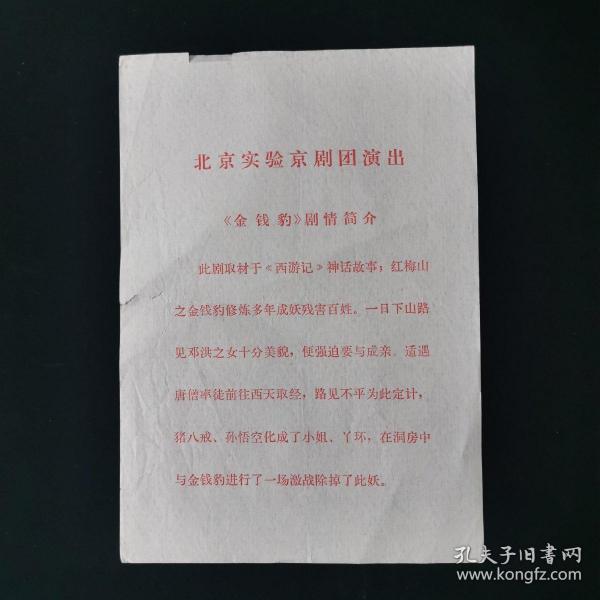 北京实验京剧团演出
《金钱豹》剧情简介
此剧取材于《西游记》神话故事；红梅山
之金钱豹修炼多年成妖残害百姓。一日下山路
见邓洪之女十分美貌，便强迫要与成亲。适遇
唐僧率徒前往西天取经，路见不平为此定计，
猪八戒、孙悟空化成了小姐、丫环，在洞房中
与金钱豹进行了一场激战除掉了此妖。
孔夫子旧书网
www.kongfz.com